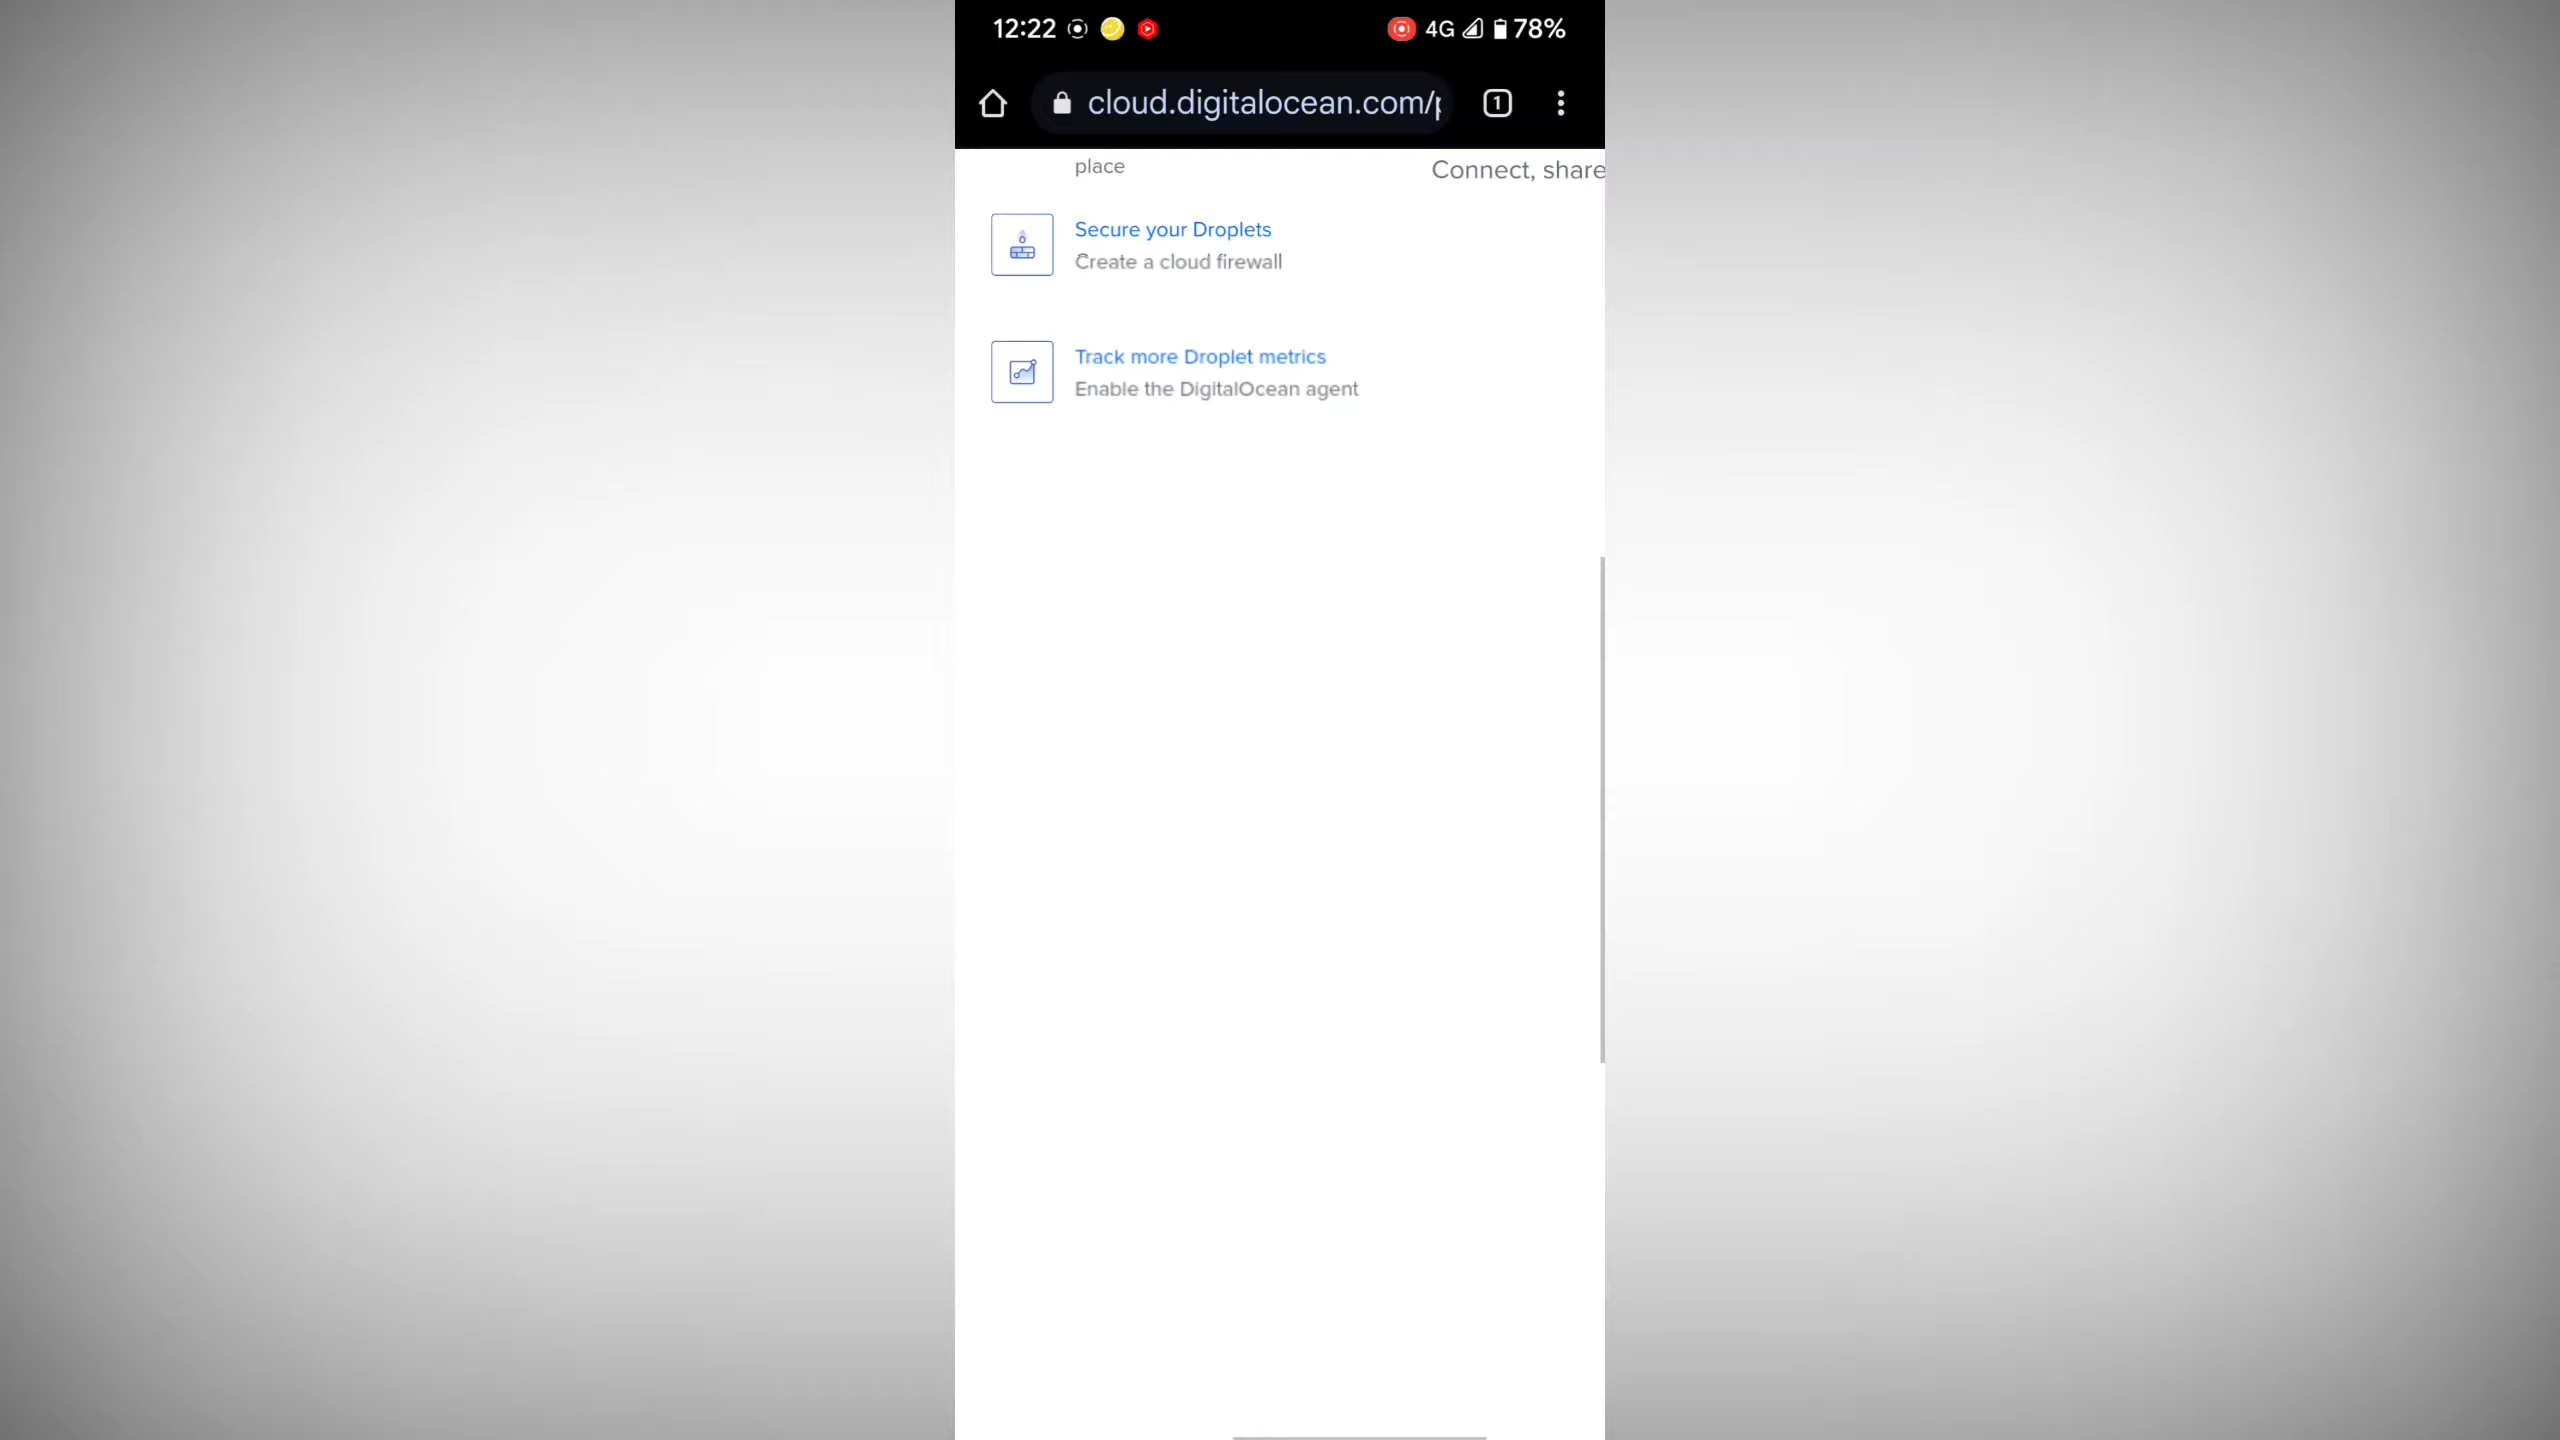 12:22 4G 78%
cloud.digitalocean.com/ 1
place
Connect, share
Secure your Droplets
Create a cloud firewall
Track more Droplet metrics
Enable the DigitalOcean agent